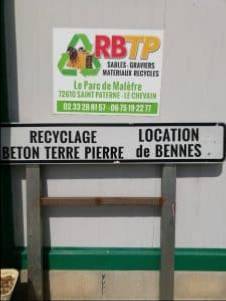 RBTP
SABLES - GRAVIERS
MATERIAUX RECYCLES
Le Parc de Maléfre
72610 SAINT PATERNE - LE CHEVAIN
02 33 28 81 57 - 06 75 19 22 77
RECYCLAGE
BETON TERRE PIERRE
LOCATION
de BENNES